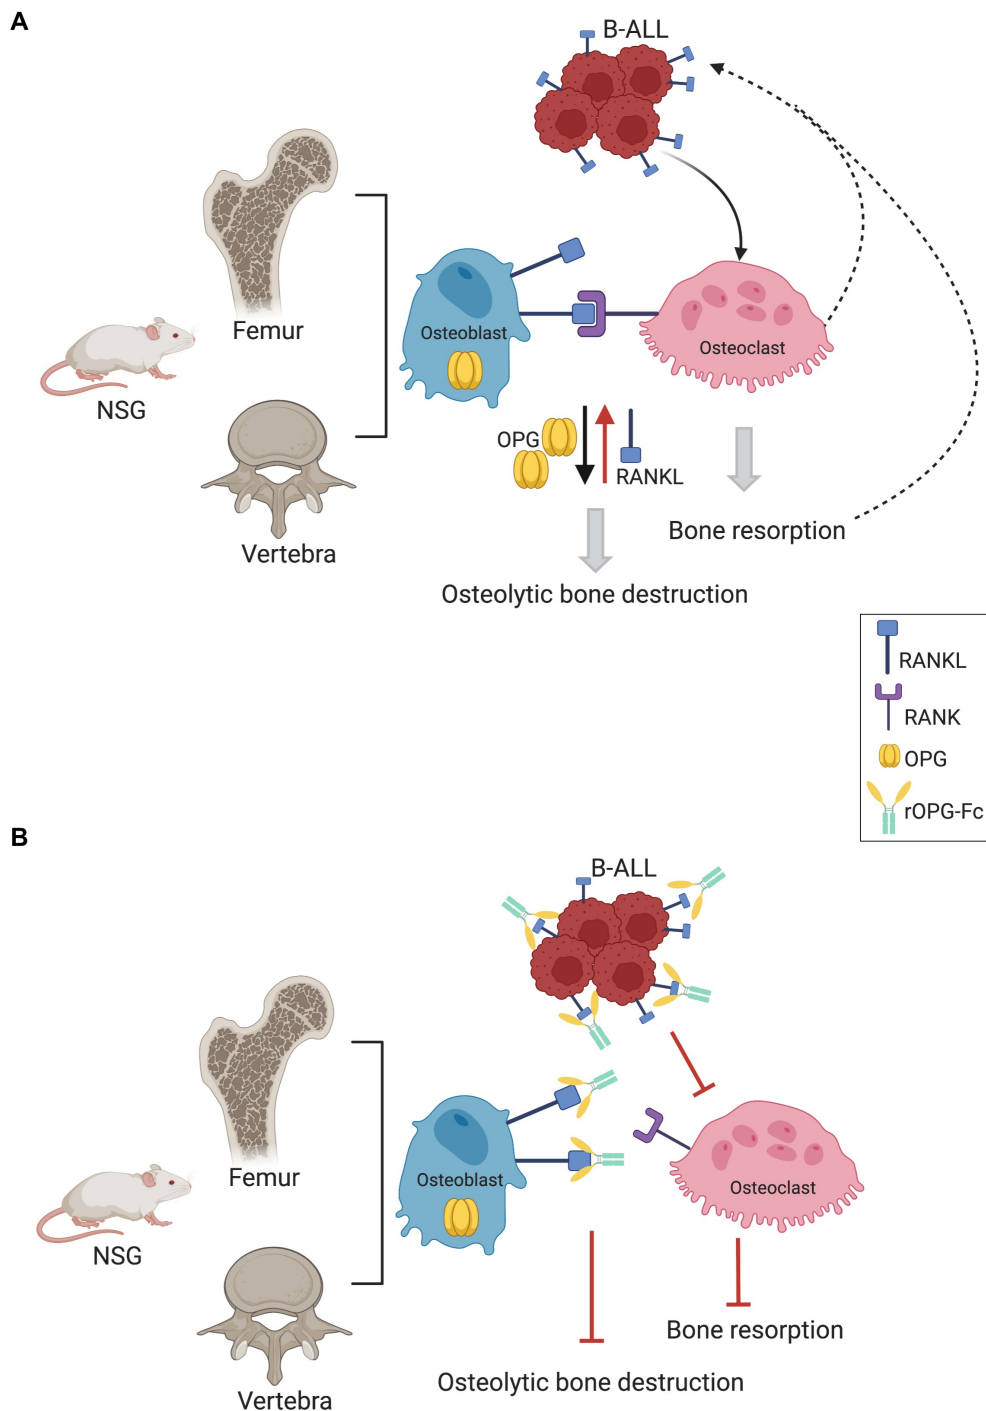 A
B-ALL
Femur
Osteoblast
Osteoclast
NSG
OPG
RANKL
Bone resorption
Vertebra
Osteolytic bone destruction
RANKL
RANK
OPG
rOPG-Fc
B
B-ALL
Femur
Osteoblast
Osteoclast
NSG
Bone resorption
Osteolytic bone destruction
Vertebra